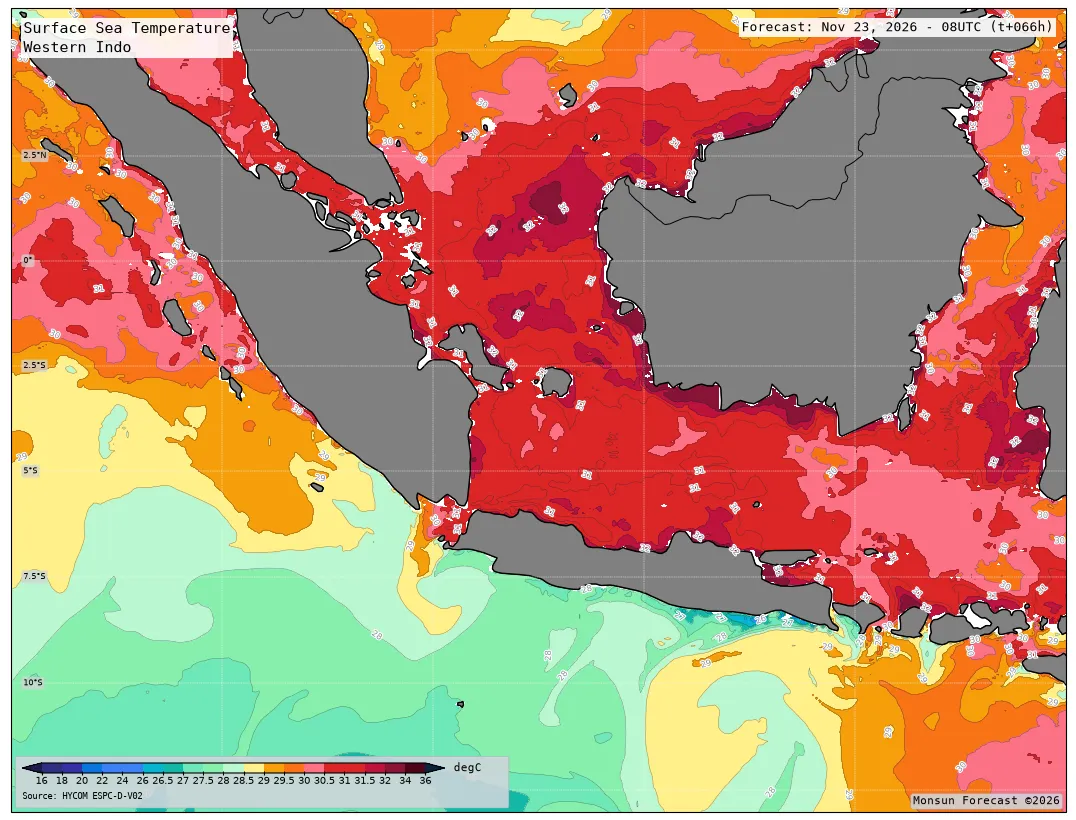 Surface Sea Temperature
Western Indo
Forecast: Nov 23, 2026 - 08UTC (t+066h)
2.5°N
0°
2.5°S
5°S
7.5°S
10°S
16 18 20 22 24 26 26.5 27 27.5 28 28.5 29 29.5 30 30.5 31 31.5 32 34 36 degC
Source: HYCOM ESPC-D-V02
Monsun Forecast ©2026